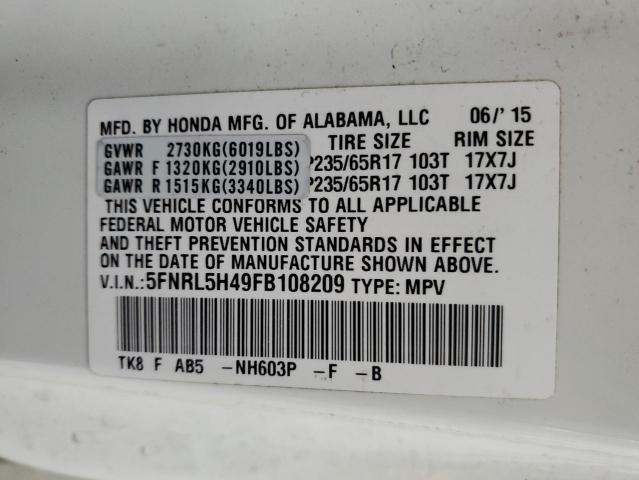 MFD. BY HONDA MFG. OF ALABAMA, LLC 06/'15
TIRE SIZE RIM SIZE
GVWR 2730KG(6019LBS)
GAWR F 1320KG(2910LBS) P235/65R17 103T 17X7J
GAWR R 1515KG(3340LBS) P235/65R17 103T 17X7J
THIS VEHICLE CONFORMS TO ALL APPLICABLE
FEDERAL MOTOR VEHICLE SAFETY
AND THEFT PREVENTION STANDARDS IN EFFECT
ON THE DATE OF MANUFACTURE SHOWN ABOVE.
V.I.N.:5FNRL5H49FB108209 TYPE: MPV
TK8 F AB5 -NH603P -F -B